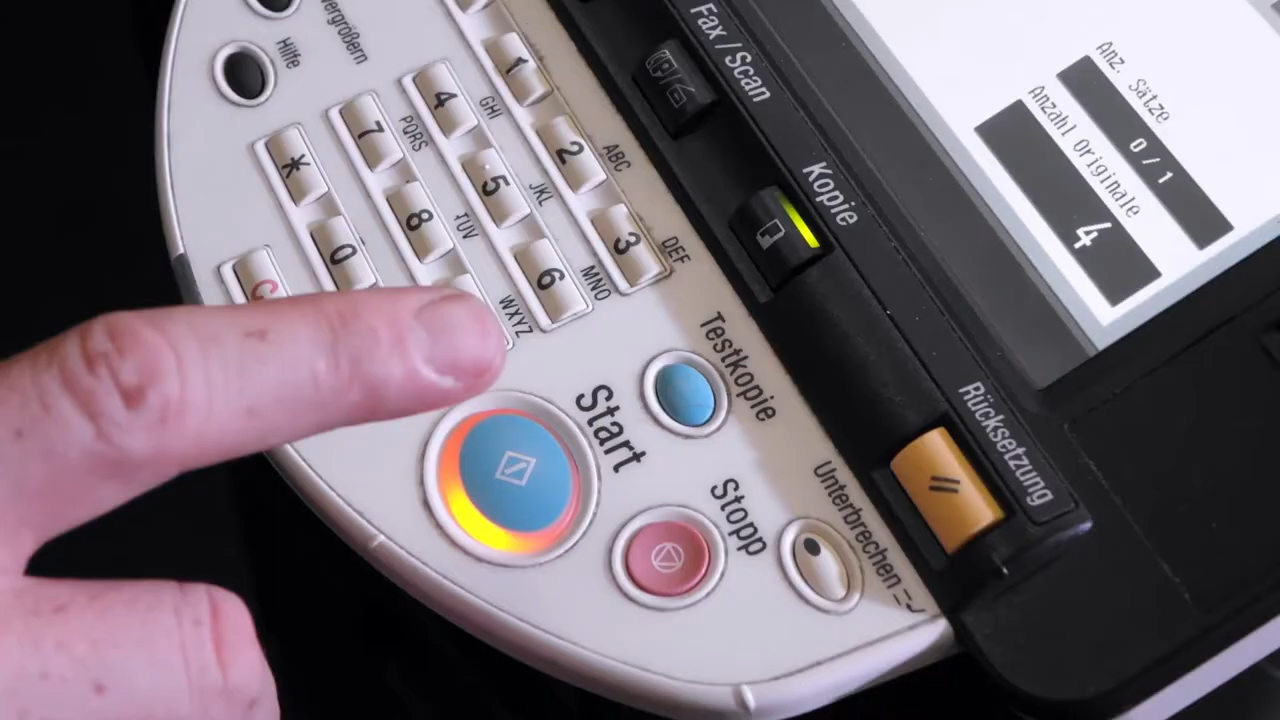 vergrößern
Hilfe
Fax/Scan
Kopie
Rücksetzung
Anz. Sätze
0/1
Anzahl Originale
4
1
2
ABC
3
DEF
4
GHI
5
JKL
6
MNO
7
PQRS
8
TUV
WXYZ
*
0
C
Start
Testkopie
Stopp
Unterbrechen